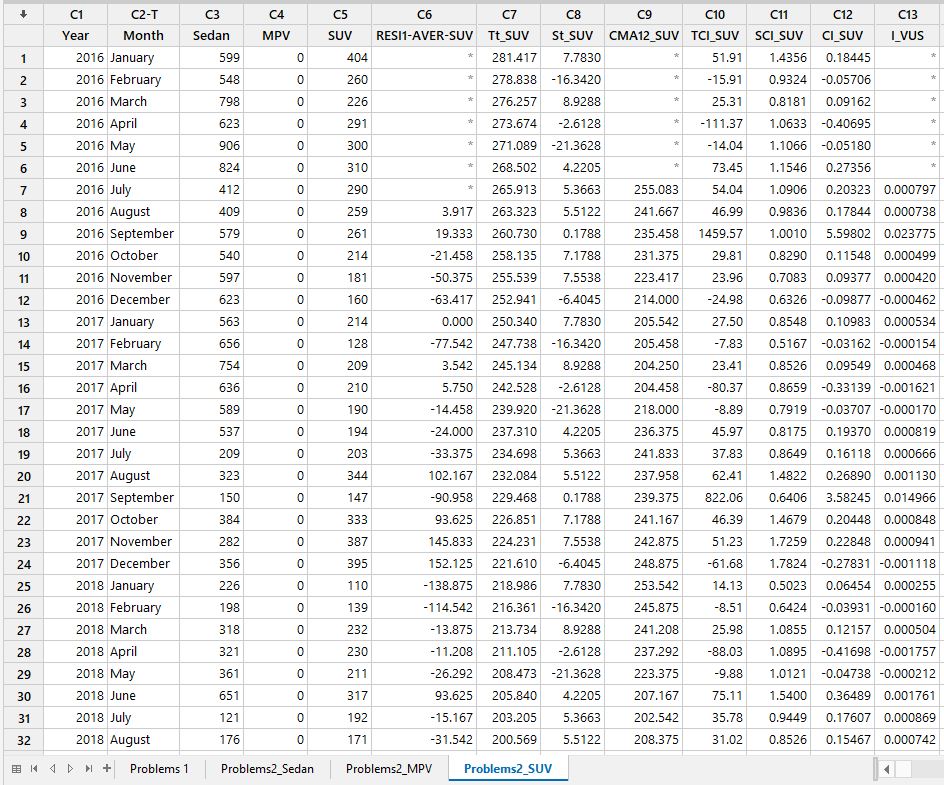 C1 C2-T C3 C4 C5 C6 C7 C8 C9 C10 C11 C12 C13
Year Month Sedan MPV SUV RESI1-AVER-SUV Tt_SUV St_SUV CMA12_SUV TCI_SUV SCI_SUV CI_SUV I_VUS
1 2016 January 599 0 404 * 281.417 7.7830 * 51.91 1.4356 0.18445 *
2 2016 February 548 0 260 * 278.838 -16.3420 * -15.91 0.9324 -0.05706 *
3 2016 March 798 0 226 * 276.257 8.9288 * 25.31 0.8181 0.09162 *
4 2016 April 623 0 291 * 273.674 -2.6128 * -111.37 1.0633 -0.40695 *
5 2016 May 906 0 300 * 271.089 -21.3628 * -14.04 1.1066 -0.05180 *
6 2016 June 824 0 310 * 268.502 4.2205 * 73.45 1.1546 0.27356 *
7 2016 July 412 0 290 * 265.913 5.3663 255.083 54.04 1.0906 0.20323 0.000797
8 2016 August 409 0 259 3.917 263.323 5.5122 241.667 46.99 0.9836 0.17844 0.000738
9 2016 September 579 0 261 19.333 260.730 0.1788 235.458 1459.57 1.0010 5.59802 0.023775
10 2016 October 540 0 214 -21.458 258.135 7.1788 231.375 29.81 0.8290 0.11548 0.000499
11 2016 November 597 0 181 -50.375 255.539 7.5538 223.417 23.96 0.7083 0.09377 0.000420
12 2016 December 623 0 160 -63.417 252.941 -6.4045 214.000 -24.98 0.6326 -0.09877 -0.000462
13 2017 January 563 0 214 0.000 250.340 7.7830 205.542 27.50 0.8548 0.10983 0.000534
14 2017 February 656 0 128 -77.542 247.738 -16.3420 205.458 -7.83 0.5167 -0.03162 -0.000154
15 2017 March 754 0 209 3.542 245.134 8.9288 204.250 23.41 0.8526 0.09549 0.000468
16 2017 April 636 0 210 5.750 242.528 -2.6128 204.458 -80.37 0.8659 -0.33139 -0.001621
17 2017 May 589 0 190 -14.458 239.920 -21.3628 218.000 -8.89 0.7919 -0.03707 -0.000170
18 2017 June 537 0 194 -24.000 237.310 4.2205 236.375 45.97 0.8175 0.19370 0.000819
19 2017 July 209 0 203 -33.375 234.698 5.3663 241.833 37.83 0.8649 0.16118 0.000666
20 2017 August 323 0 344 102.167 232.084 5.5122 237.958 62.41 1.4822 0.26890 0.001130
21 2017 September 150 0 147 -90.958 229.468 0.1788 239.375 822.06 0.6406 3.58245 0.014966
22 2017 October 384 0 333 93.625 226.851 7.1788 241.167 46.39 1.4679 0.20448 0.000848
23 2017 November 282 0 387 145.833 224.231 7.5538 242.875 51.23 1.7259 0.22848 0.000941
24 2017 December 356 0 395 152.125 221.610 -6.4045 248.875 -61.68 1.7824 -0.27831 -0.001118
25 2018 January 226 0 110 -138.875 218.986 7.7830 253.542 14.13 0.5023 0.06454 0.000255
26 2018 February 198 0 139 -114.542 216.361 -16.3420 245.875 -8.51 0.6424 -0.03931 -0.000160
27 2018 March 318 0 232 -13.875 213.734 8.9288 241.208 25.98 1.0855 0.12157 0.000504
28 2018 April 321 0 230 -11.208 211.105 -2.6128 237.292 -88.03 1.0895 -0.41698 -0.001757
29 2018 May 361 0 211 -26.292 208.473 -21.3628 223.375 -9.88 1.0121 -0.04738 -0.000212
30 2018 June 651 0 317 93.625 205.840 4.2205 207.167 75.11 1.5400 0.36489 0.001761
31 2018 July 121 0 192 -15.167 203.205 5.3663 202.542 35.78 0.9449 0.17607 0.000869
32 2018 August 176 0 171 -31.542 200.569 5.5122 208.375 31.02 0.8526 0.15467 0.000742
Problems 1 Problems2_Sedan Problems2_MPV Problems2_SUV